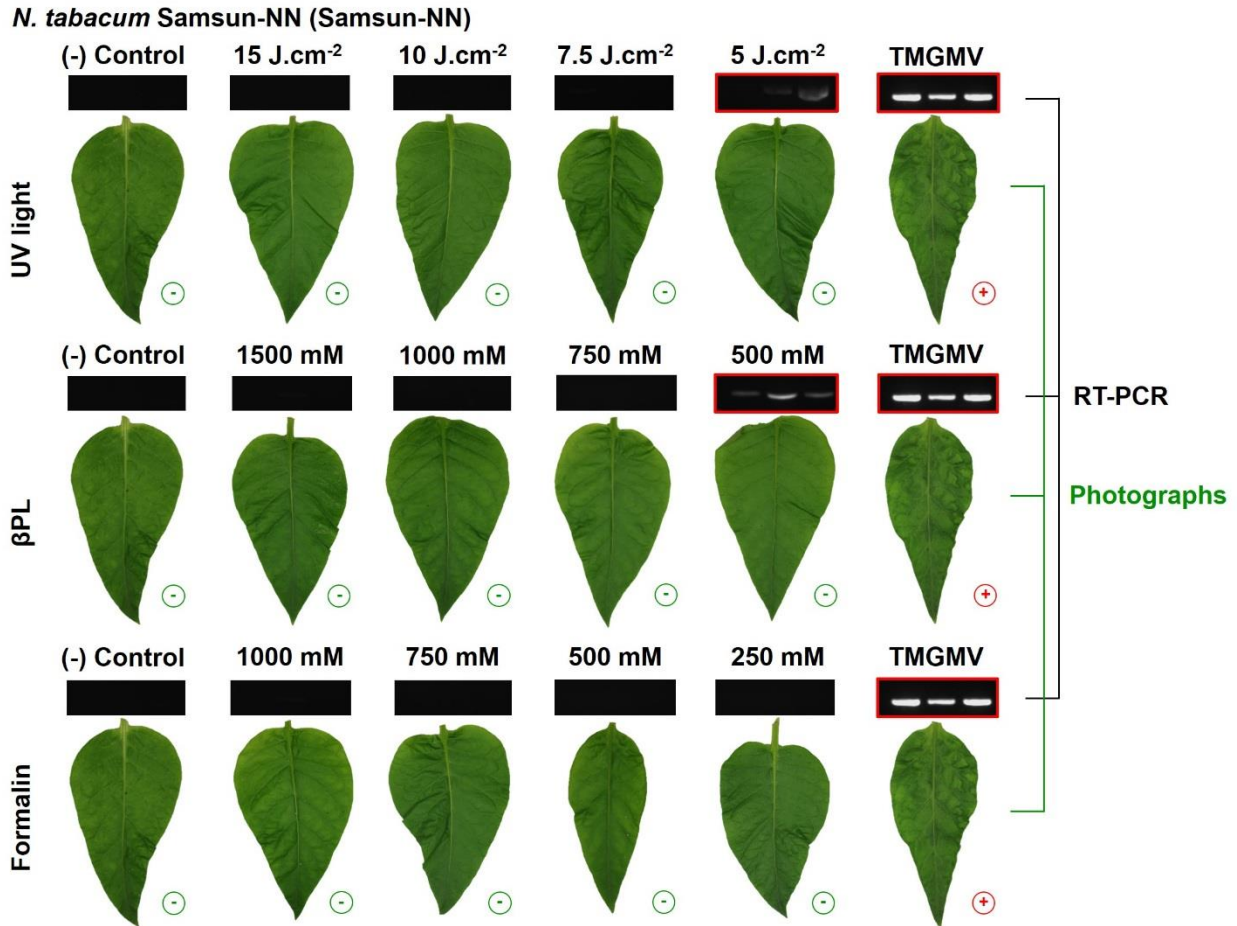 N. tabacum Samsun-NN (Samsun-NN)
(-) Control 15 J.cm-2 10 J.cm-2 7.5 J.cm-2 5 J.cm-2 TMGMV
UV light
- - - - - +
(-) Control 1500 mM 1000 mM 750 mM 500 mM TMGMV
RT-PCR
βPL
Photographs
- - - - - +
(-) Control 1000 mM 750 mM 500 mM 250 mM TMGMV
Formalin
- - - - - +